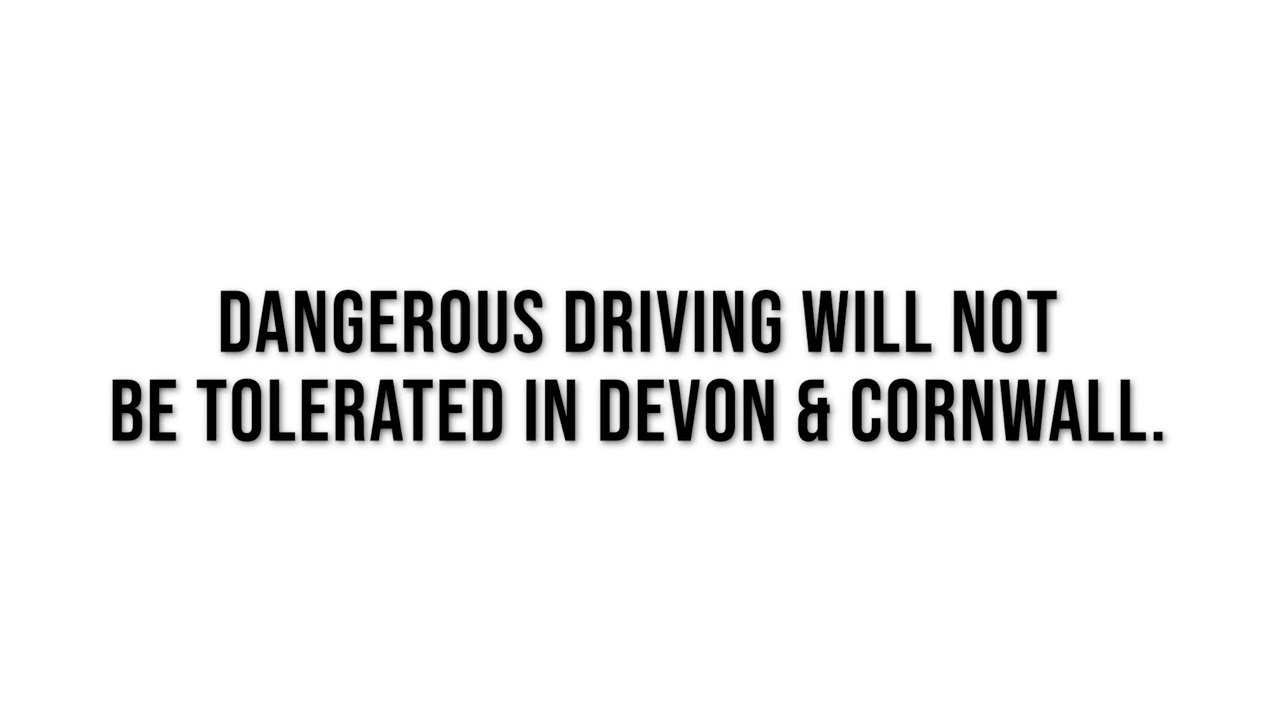 DANGEROUS DRIVING WILL NOT
BE TOLERATED IN DEVON & CORNWALL.